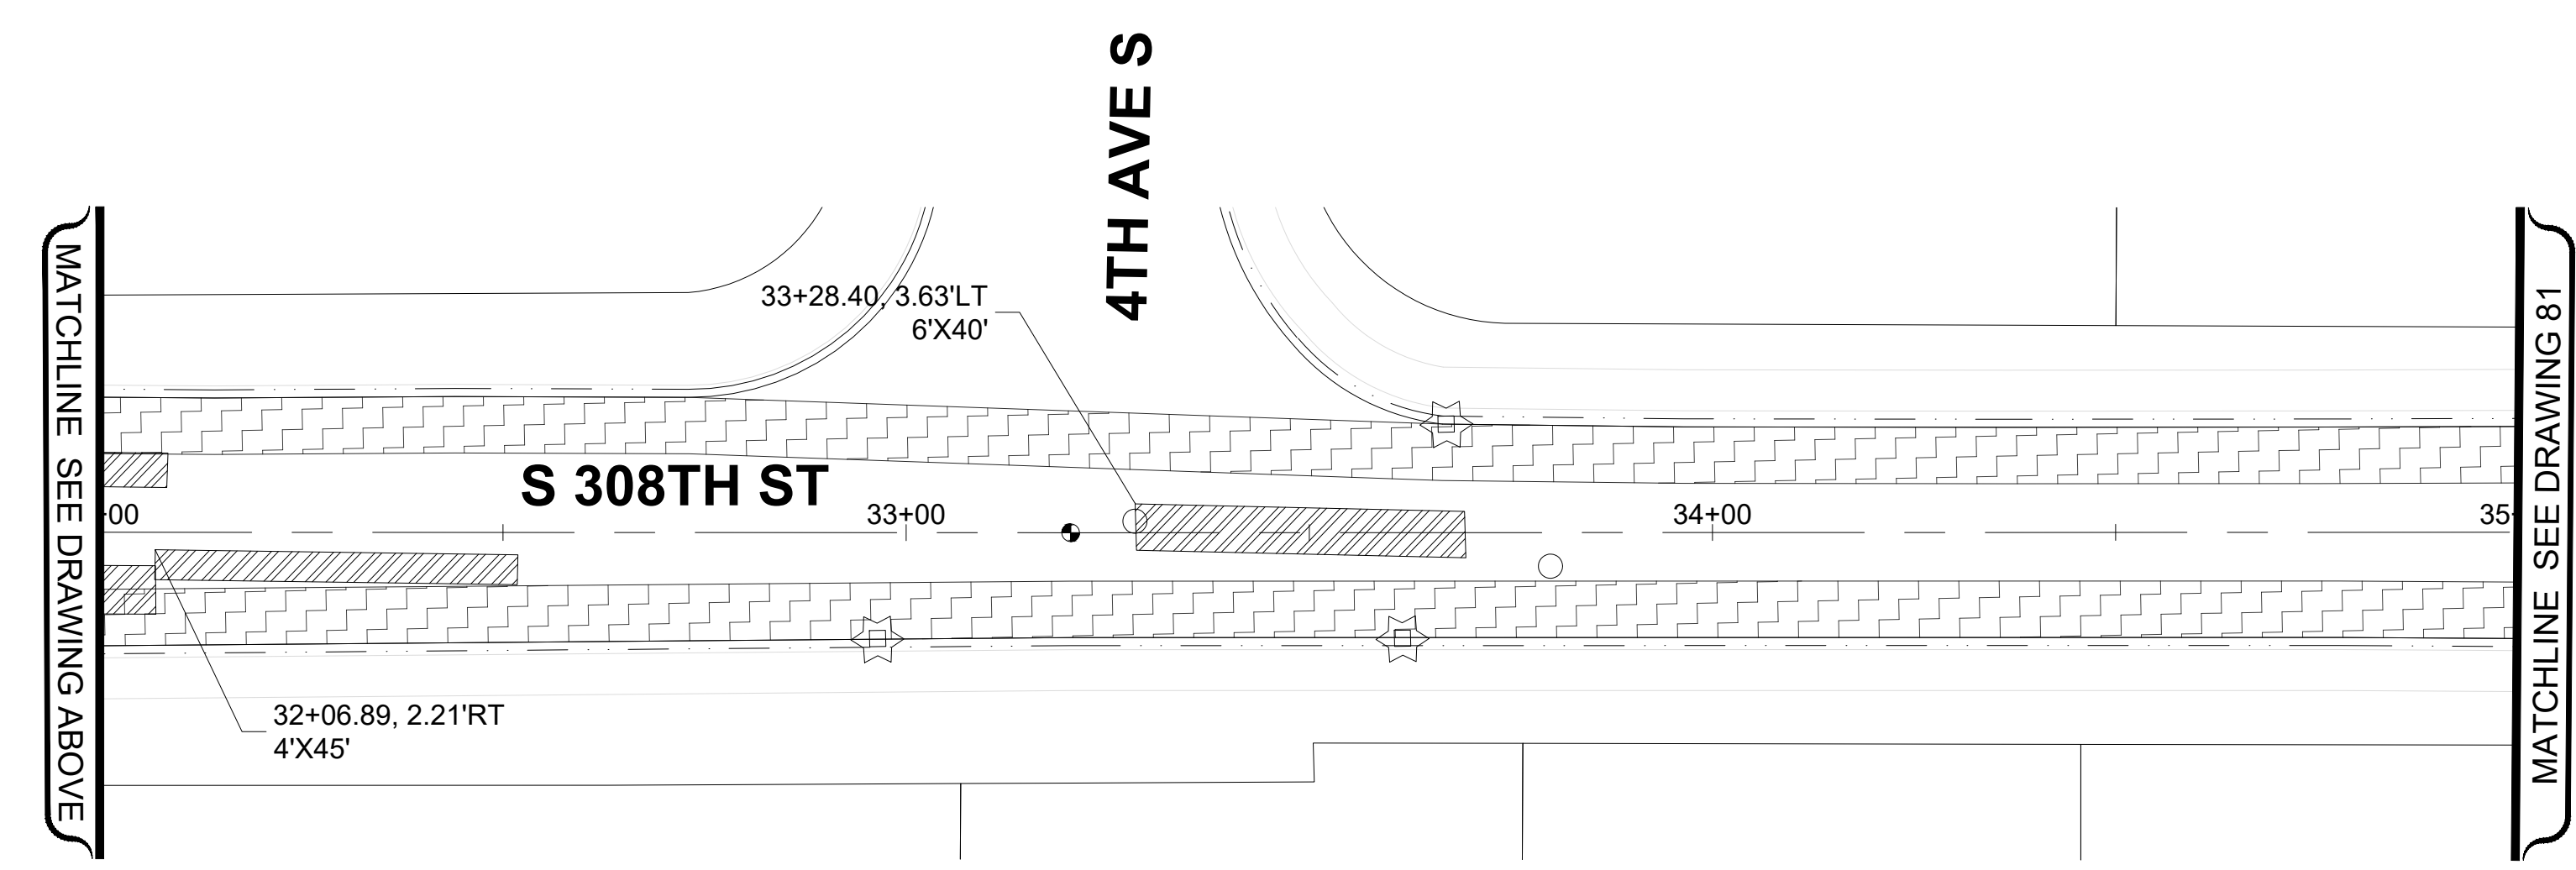 4TH AVE S
33+28.40, 3.63'LT
6'X40'
S 308TH ST
+00
33+00
34+00
35+
32+06.89, 2.21'RT
4'X45'
MATCHLINE SEE DRAWING ABOVE
MATCHLINE SEE DRAWING 81